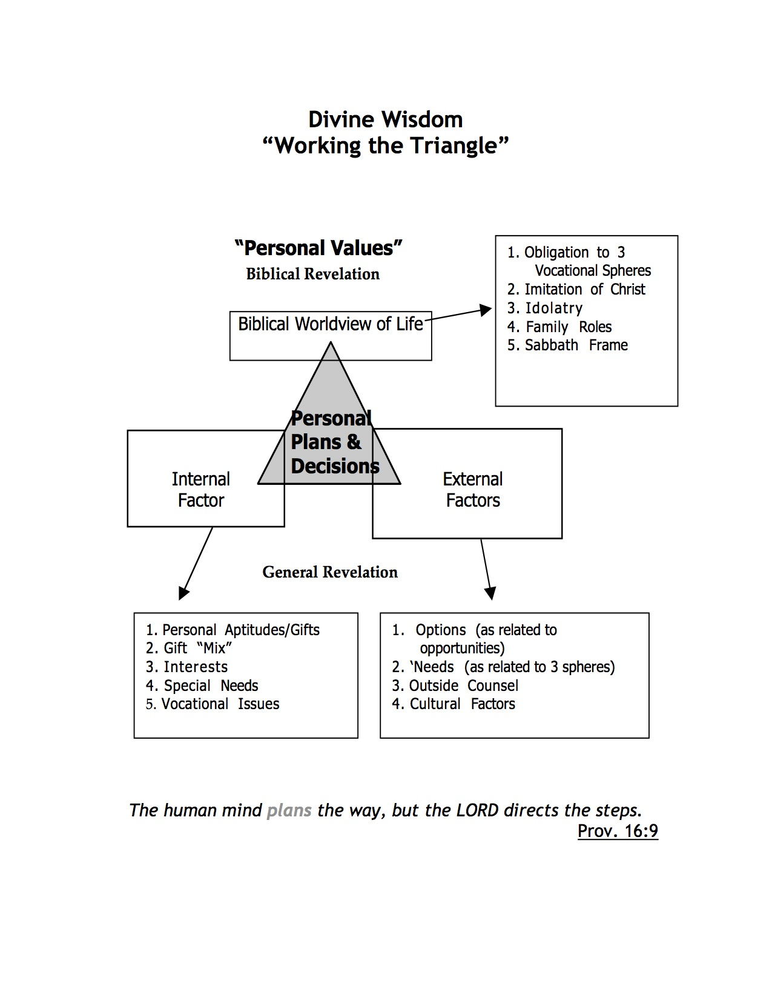 Divine Wisdom
“Working the Triangle”
“Personal Values”
Biblical Revelation
Biblical Worldview of Life
1. Obligation to 3
Vocational Spheres
2. Imitation of Christ
3. Idolatry
4. Family Roles
5. Sabbath Frame
Personal
Plans &
Decisions
Internal
Factor
External
Factors
General Revelation
1. Personal Aptitudes/Gifts
2. Gift “Mix”
3. Interests
4. Special Needs
5. Vocational Issues
1. Options (as related to
opportunities)
2. ‘Needs (as related to 3 spheres)
3. Outside Counsel
4. Cultural Factors
The human mind plans the way, but the LORD directs the steps.
Prov. 16:9